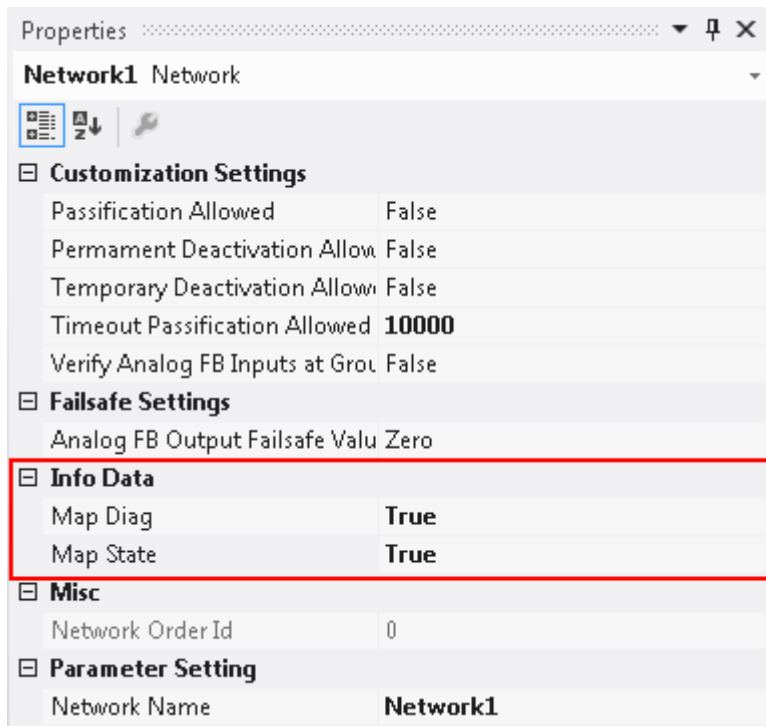 Properties
Network1 Network
Customization Settings
Passification Allowed False
Permament Deactivation Allow False
Temporary Deactivation Allow False
Timeout Passification Allowed 10000
Verify Analog FB Inputs at Grou False
Failsafe Settings
Analog FB Output Failsafe Valu Zero
Info Data
Map Diag True
Map State True
Misc
Network Order Id 0
Parameter Setting
Network Name Network1